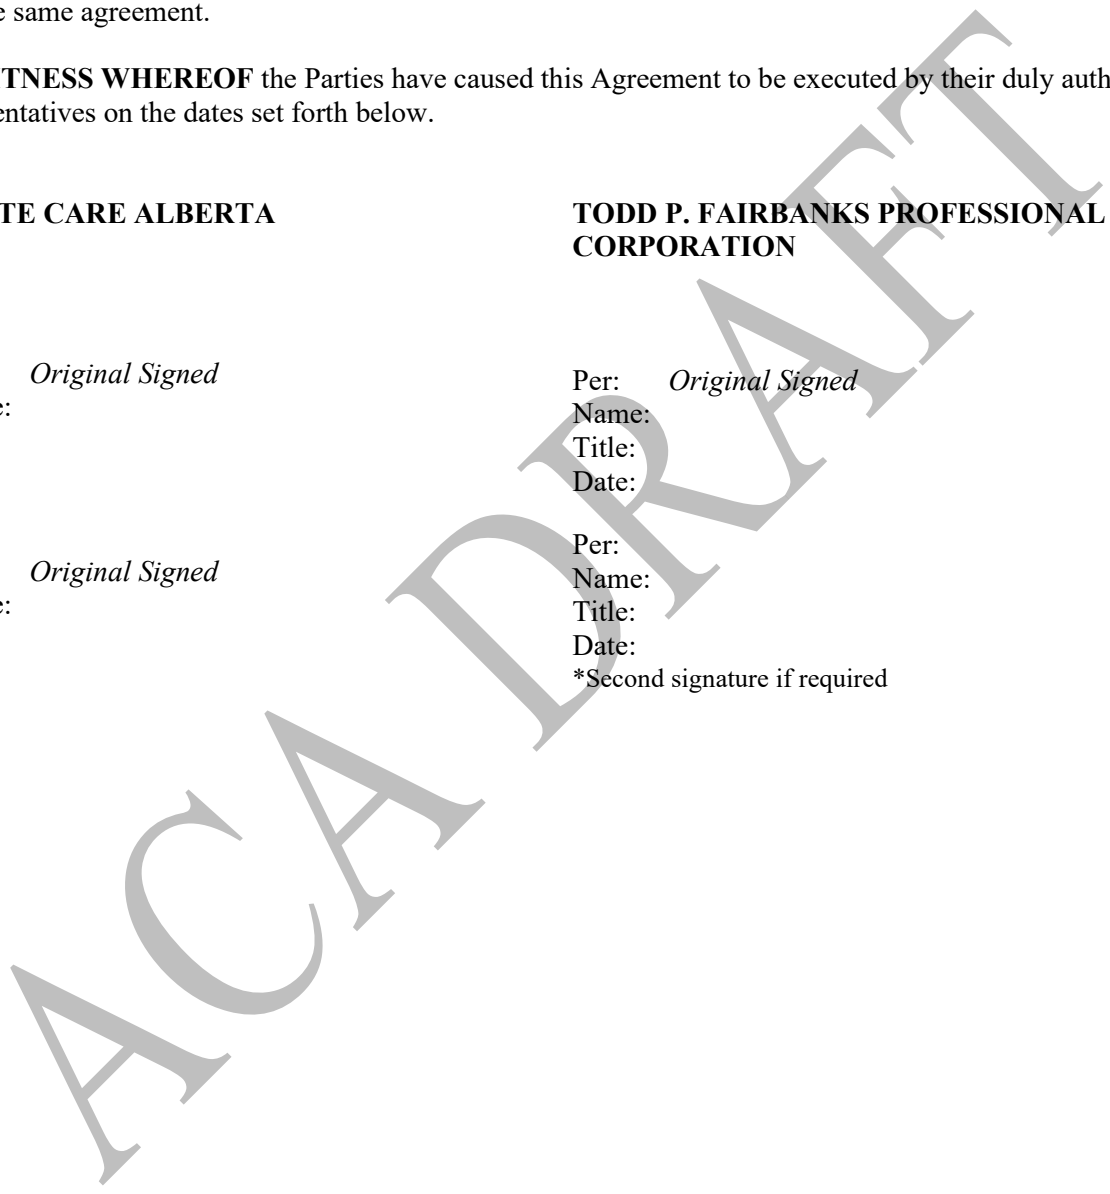 e same agreement.
TNESS WHEREOF the Parties have caused this Agreement to be executed by their duly auth
entatives on the dates set forth below.
TE CARE ALBERTA
Original Signed
e:
Original Signed
e:
TODD P. FAIRBANKS PROFESSIONAL
CORPORATION
Per: Original Signed
Name:
Title:
Date:
Per:
Name:
Title:
Date:
*Second signature if required
ACA DRAFT